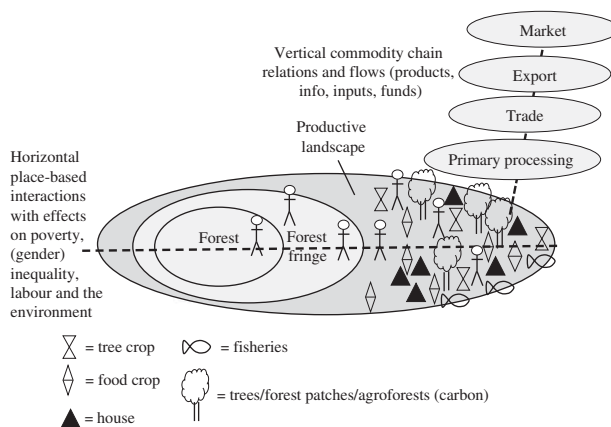 Market
Vertical commodity chain
relations and flows (products,
info, inputs, funds)
Export
Trade
Productive
landscape
Primary processing
Horizontal
place-based
interactions
with effects
on poverty,
(gender)
inequality,
labour and the
environment
Forest
Forest
fringe
= tree crop
= fisheries
= food crop
= trees/forest patches/agroforests (carbon)
= house